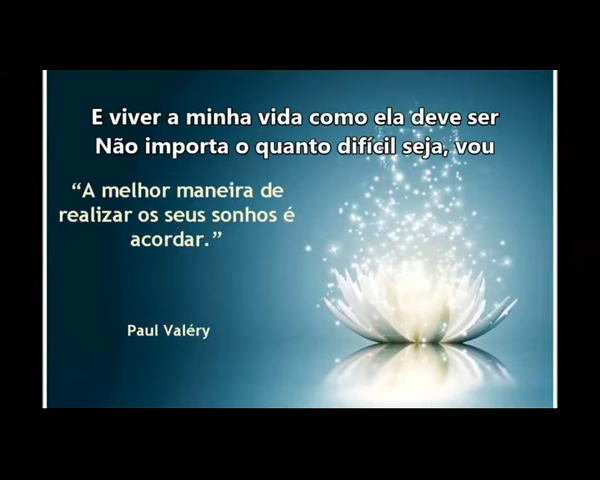 E viver a minha vida como ela deve ser
Não importa o quanto difícil seja, vou
“A melhor maneira de
realizar os seus sonhos é
acordar.”
Paul Valéry